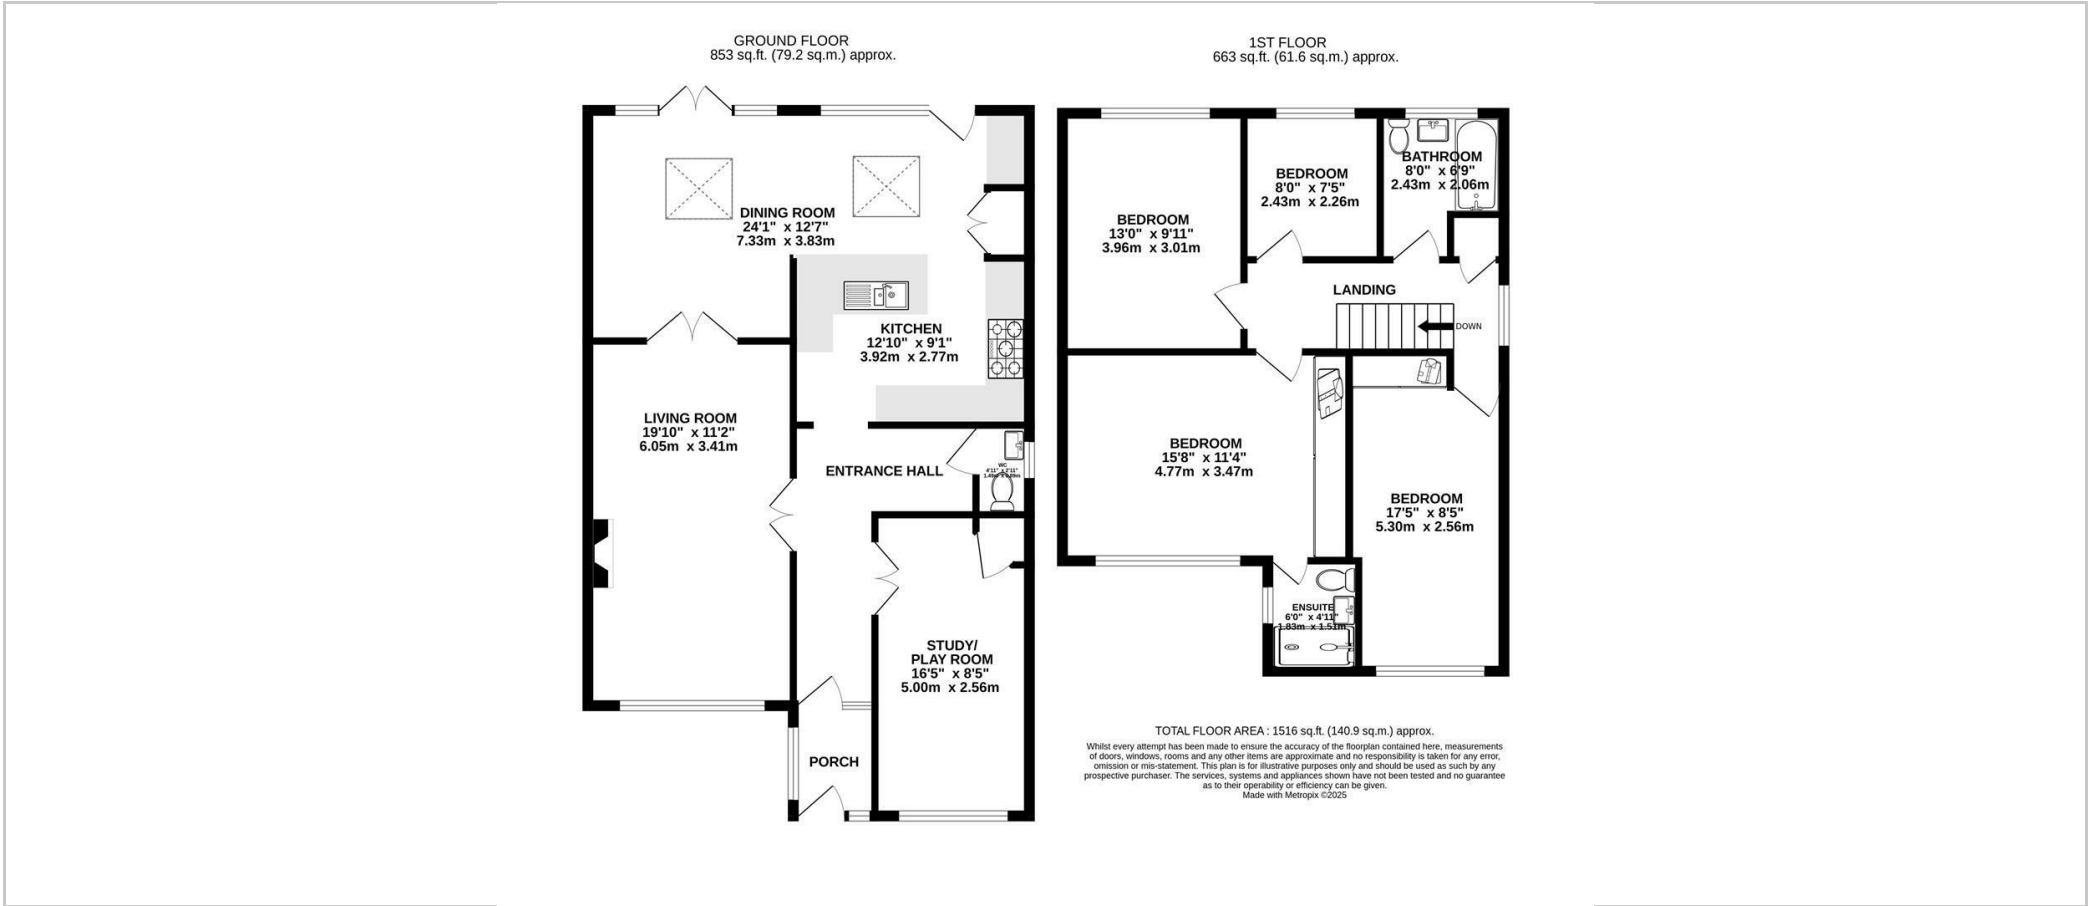 GROUND FLOOR
853 sq.ft. (79.2 sq.m.) approx.
DINING ROOM
24'1" x 12'7"
7.33m x 3.83m
KITCHEN
12'10" x 9'1"
3.92m x 2.77m
LIVING ROOM
19'10" x 11'2"
6.05m x 3.41m
ENTRANCE HALL
WC
4'11" x 2'11"
STUDY/
PLAY ROOM
16'5" x 8'5"
5.00m x 2.56m
PORCH
1ST FLOOR
663 sq.ft. (61.6 sq.m.) approx.
BEDROOM
13'0" x 9'11"
3.96m x 3.01m
BEDROOM
8'0" x 7'5"
2.43m x 2.26m
BATHROOM
8'0" x 6'9"
2.43m x 2.06m
LANDING
DOWN
BEDROOM
15'8" x 11'4"
4.77m x 3.47m
BEDROOM
17'5" x 8'5"
5.30m x 2.56m
ENSUITE
6'0" x 4'11"
1.83m x 1.51m
TOTAL FLOOR AREA : 1516 sq.ft. (140.9 sq.m.) approx.
Whilst every attempt has been made to ensure the accuracy of the floorplan contained here, measurements
of doors, windows, rooms and any other items are approximate and no responsibility is taken for any error,
omission or mis-statement. This plan is for illustrative purposes only and should be used as such by any
prospective purchaser. The services, systems and appliances shown have not been tested and no guarantee
as to their operability or efficiency can be given.
Made with Metropix ©2025